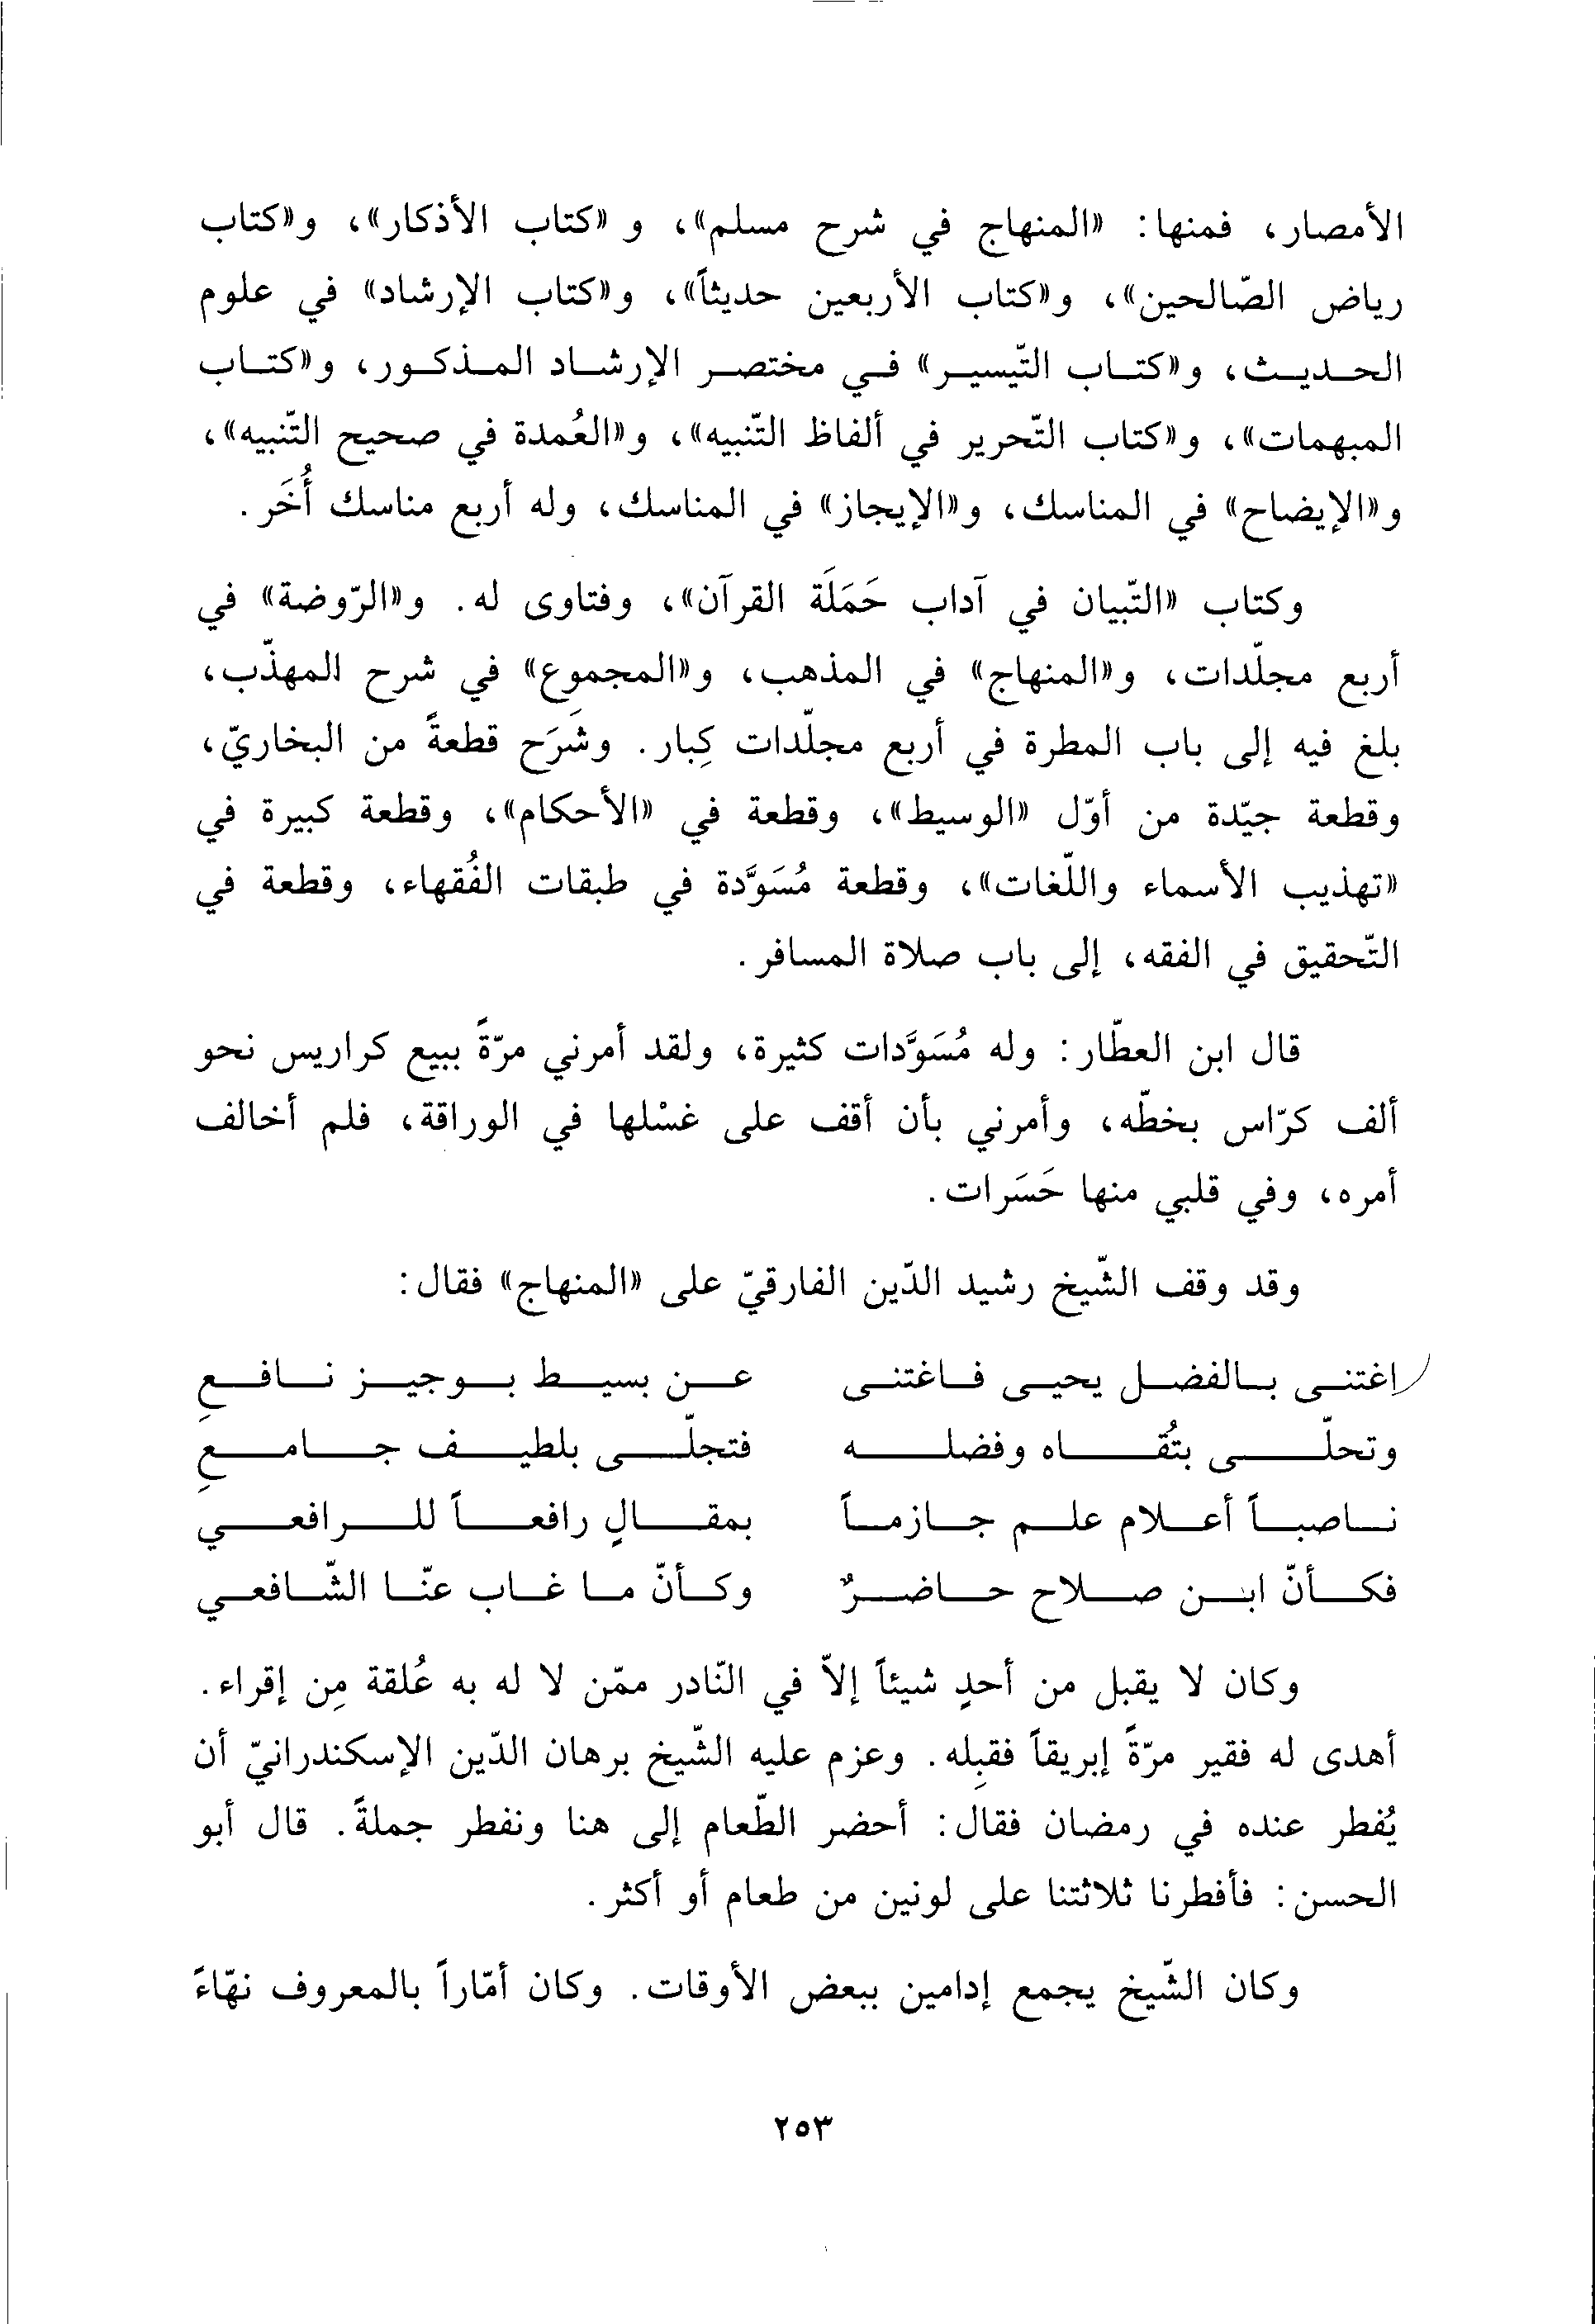 الأمصار، فمنها: «المنهاج في شرح مسلم»، و «كتاب الأذكار»، و«كتاب
رياض الصّالحين»، و«كتاب الأربعين حديثاً»، و«كتاب الإرشاد» في علوم
الحديث، و«كتاب التّيسير» في مختصر الإرشاد المذكور، و«كتاب
المبهمات»، و«كتاب التّحرير في ألفاظ التّنبيه»، و«العُمدة في صحيح التّنبيه»،
و«الإيضاح» في المناسك، و«الإيجاز» في المناسك، وله أربع مناسك أُخَر.
وكتاب «التّبيان في آداب حَمَلَة القرآن»، وفتاوى له. و«الرّوضة» في
أربع مجلّدات، و«المنهاج» في المذهب، و«المجموع» في شرح المهذّب،
بلغ فيه إلى باب المطرة في أربع مجلّدات كِبار. وشَرَح قطعةً من البخاريّ،
وقطعة جيّدة من أوّل «الوسيط»، وقطعة في «الأحكام»، وقطعة كبيرة في
«تهذيب الأسماء واللّغات»، وقطعة مُسَوَّدة في طبقات الفُقهاء، وقطعة في
التّحقيق في الفقه، إلى باب صلاة المسافر.
قال ابن العطّار: وله مُسَوَّدات كثيرة، ولقد أمرني مرّةً ببيع كراريس نحو
ألف كرّاس بخطّه، وأمرني بأن أقف على غسْلها في الوراقة، فلم أخالف
أمره، وفي قلبي منها حَسَرات.
وقد وقف الشّيخ رشيد الدّين الفارقيّ على «المنهاج» فقال:
اغتنى بالفضل يحيى فاغتنى عن بسيط بوجيز نافعِ
وتحلّى بتُقاه وفضله فتجلّى بلطيف جامعِ
ناصباً أعلام علم جازماً بمقالٍ رافعاً للرافعي
فكأنّ ابن صلاح حاضرٌ وكأنّ ما غاب عنّا الشّافعي
وكان لا يقبل من أحدٍ شيئاً إلاّ في النّادر ممّن لا له به عُلقة مِن إقراء.
أهدى له فقير مرّةً إبريقاً فقبِله. وعزم عليه الشّيخ برهان الدّين الإسكندرانيّ أن
يُفطر عنده في رمضان فقال: أحضر الطّعام إلى هنا ونفطر جملةً. قال أبو
الحسن: فأفطرنا ثلاثتنا على لونين من طعام أو أكثر.
وكان الشّيخ يجمع إدامين ببعض الأوقات. وكان أمّاراً بالمعروف نهّاءً
٢٥٣